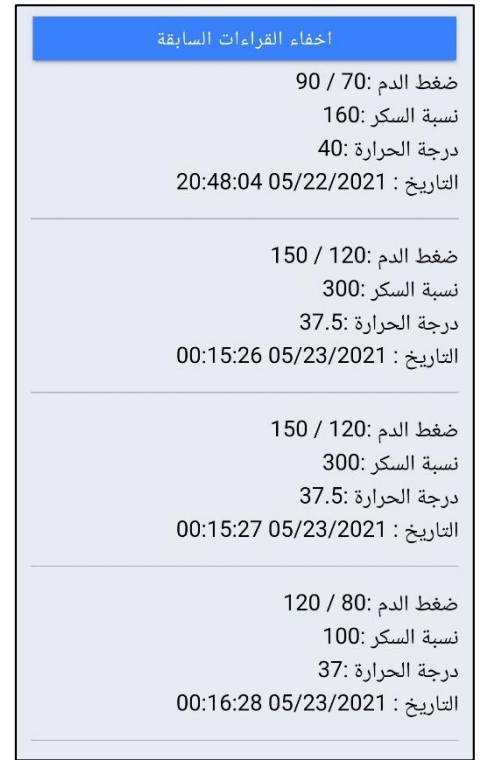 اخفاء القراءات السابقة
ضغط الدم :70 / 90
نسبة السكر :160
درجة الحرارة :40
التاريخ : 05/22/2021 20:48:04
ضغط الدم :120 / 150
نسبة السكر :300
درجة الحرارة :37.5
التاريخ : 05/23/2021 00:15:26
ضغط الدم :120 / 150
نسبة السكر :300
درجة الحرارة :37.5
التاريخ : 05/23/2021 00:15:27
ضغط الدم :80 / 120
نسبة السكر :100
درجة الحرارة :37
التاريخ : 05/23/2021 00:16:28